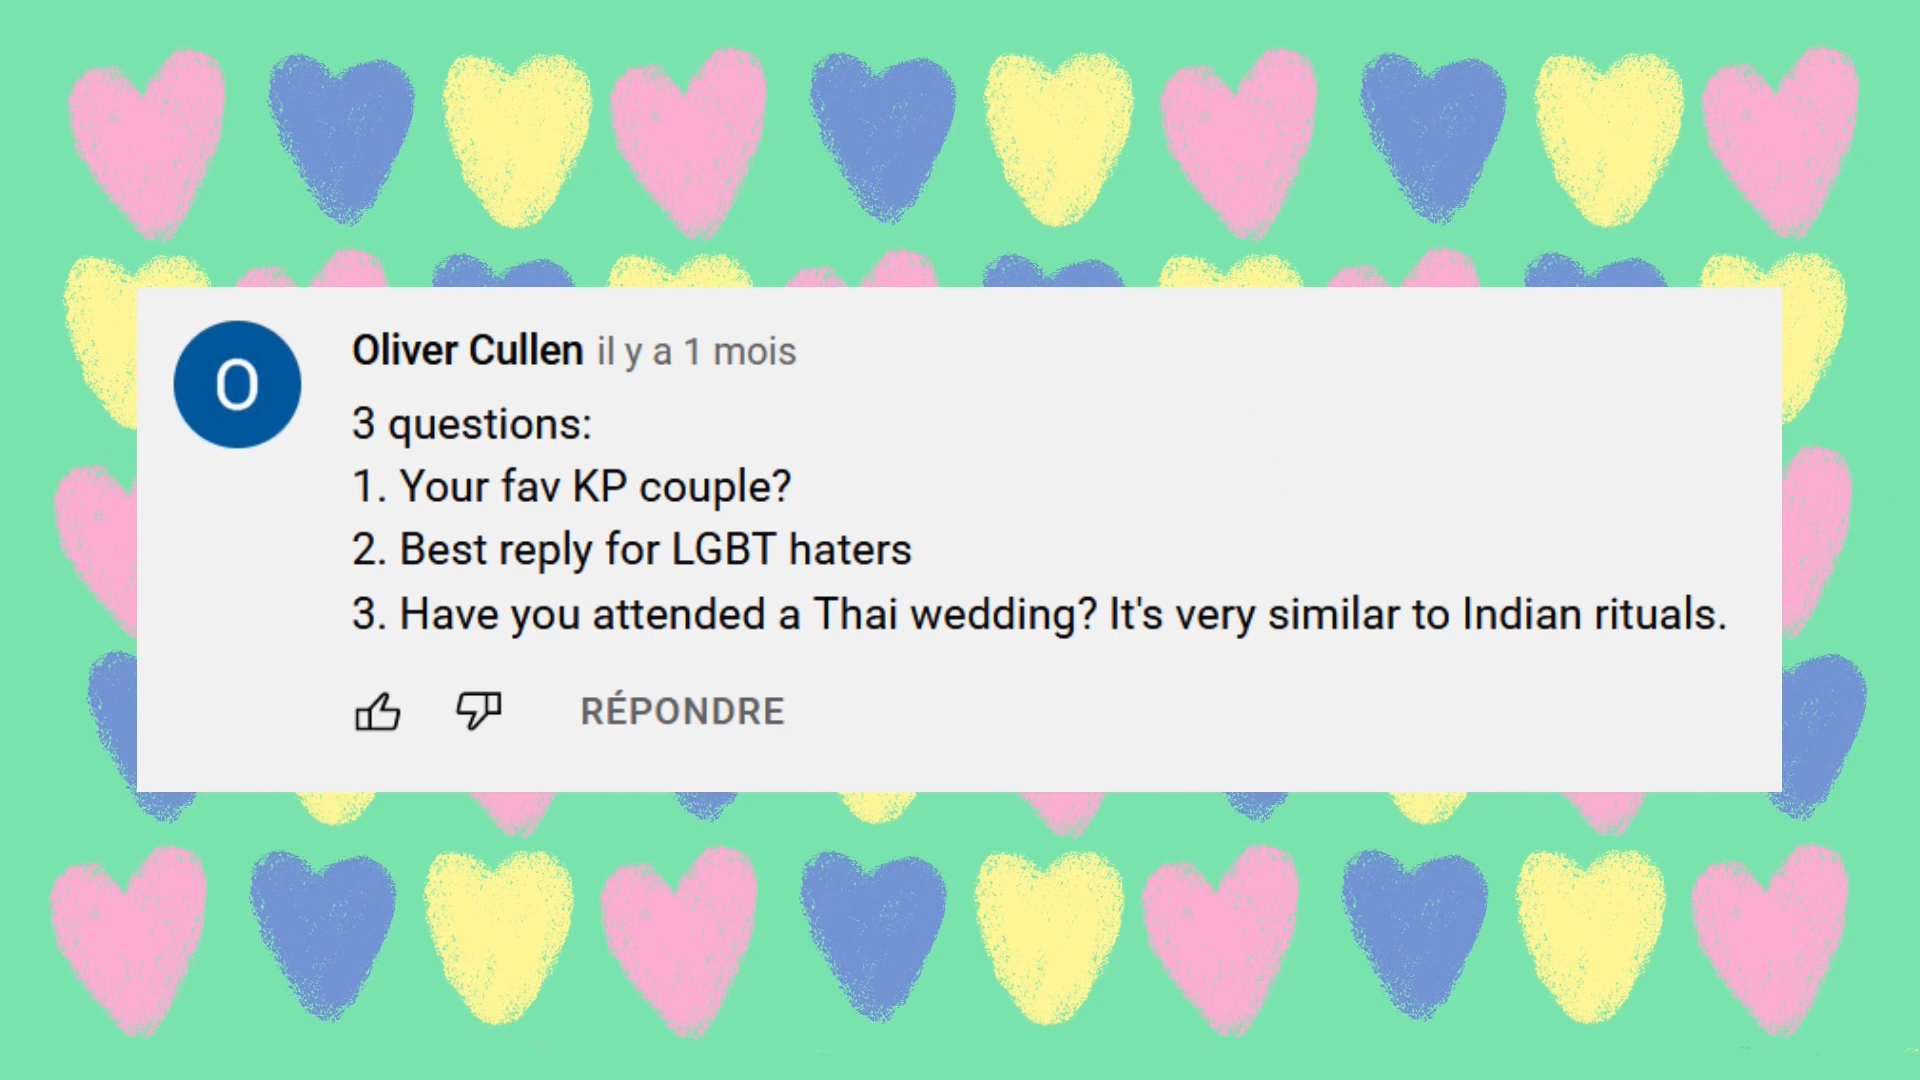 O
Oliver Cullen il y a 1 mois
3 questions:
1. Your fav KP couple?
2. Best reply for LGBT haters
3. Have you attended a Thai wedding? It's very similar to Indian rituals.
RÉPONDRE